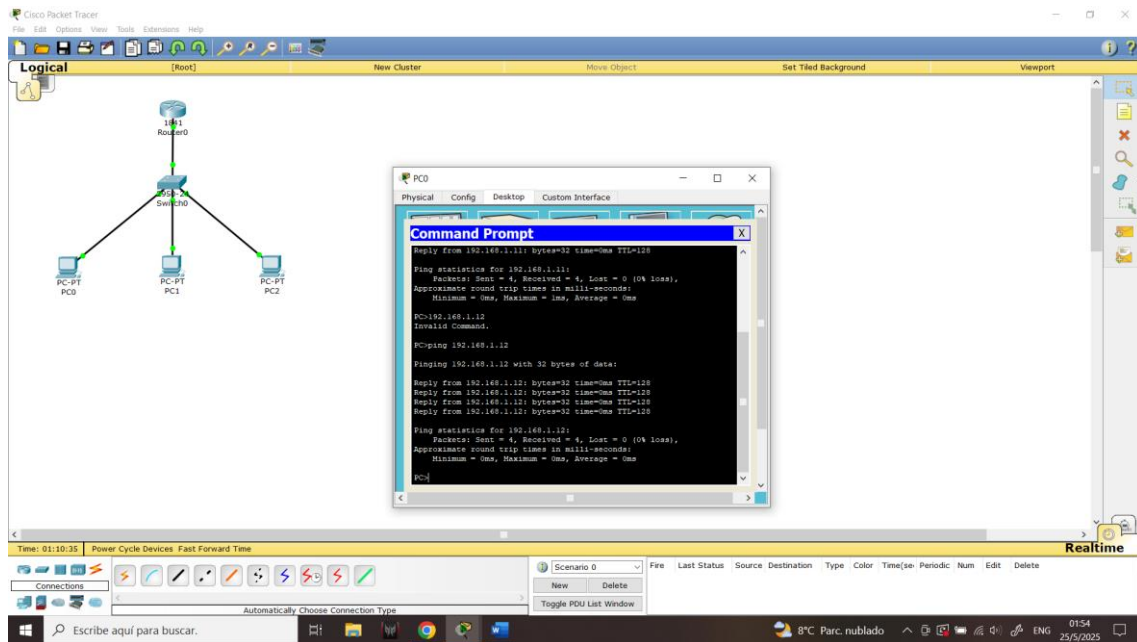 Cisco Packet Tracer
File Edit Options View Tools Extensions Help
Logical [Root] New Cluster Move Object Set Tiled Background Viewport
1841
Router0
2950-24
Switch0
PC-PT
PC0
PC-PT
PC1
PC-PT
PC2
PC0
Physical Config Desktop Custom Interface
Command Prompt X
Reply from 192.168.1.11: bytes=32 time=0ms TTL=128
Ping statistics for 192.168.1.11:
Packets: Sent = 4, Received = 4, Lost = 0 (0% loss),
Approximate round trip times in milli-seconds:
Minimum = 0ms, Maximum = 1ms, Average = 0ms
PC>192.168.1.12
Invalid Command.
PC>ping 192.168.1.12
Pinging 192.168.1.12 with 32 bytes of data:
Reply from 192.168.1.12: bytes=32 time=0ms TTL=128
Reply from 192.168.1.12: bytes=32 time=0ms TTL=128
Reply from 192.168.1.12: bytes=32 time=0ms TTL=128
Reply from 192.168.1.12: bytes=32 time=0ms TTL=128
Ping statistics for 192.168.1.12:
Packets: Sent = 4, Received = 4, Lost = 0 (0% loss),
Approximate round trip times in milli-seconds:
Minimum = 0ms, Maximum = 0ms, Average = 0ms
PC>
Time: 01:10:35 Power Cycle Devices Fast Forward Time Realtime
Connections
Automatically Choose Connection Type
Scenario 0
New Delete
Toggle PDU List Window
Fire Last Status Source Destination Type Color Time(se Periodic Num Edit Delete
Escribe aquí para buscar.
8°C Parc. nublado ENG 01:54
25/5/2025